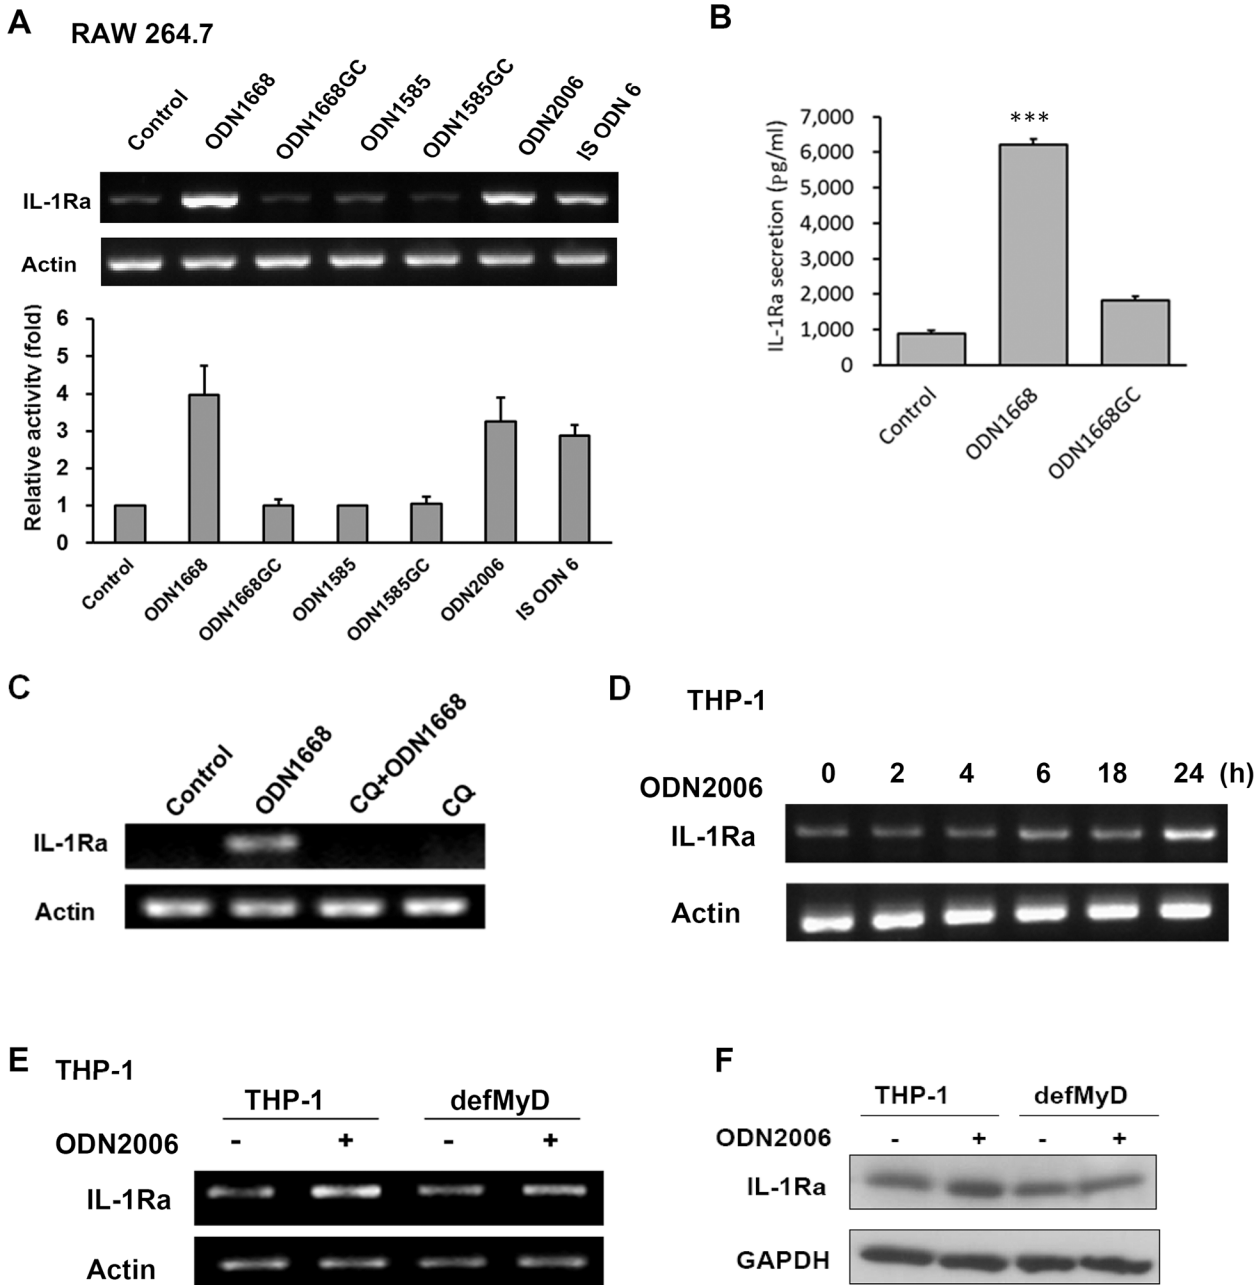 A
RAW 264.7
Control
ODN1668
ODN1668GC
ODN1585
ODN1585GC
ODN2006
IS ODN 6
IL-1Ra
Actin
Relative activity (fold)
6
5
4
3
2
1
0
Control
ODN1668
ODN1668GC
ODN1585
ODN1585GC
ODN2006
IS ODN 6
B
IL-1Ra secretion (pg/ml)
7,000
6,000
5,000
4,000
3,000
2,000
1,000
0
***
Control
ODN1668
ODN1668GC
C
Control
ODN1668
CQ+ODN1668
CQ
IL-1Ra
Actin
D
THP-1
ODN2006 0 2 4 6 18 24 (h)
IL-1Ra
Actin
E
THP-1
THP-1 defMyD
ODN2006 - + - +
IL-1Ra
Actin
F
THP-1 defMyD
ODN2006 - + - +
IL-1Ra
GAPDH